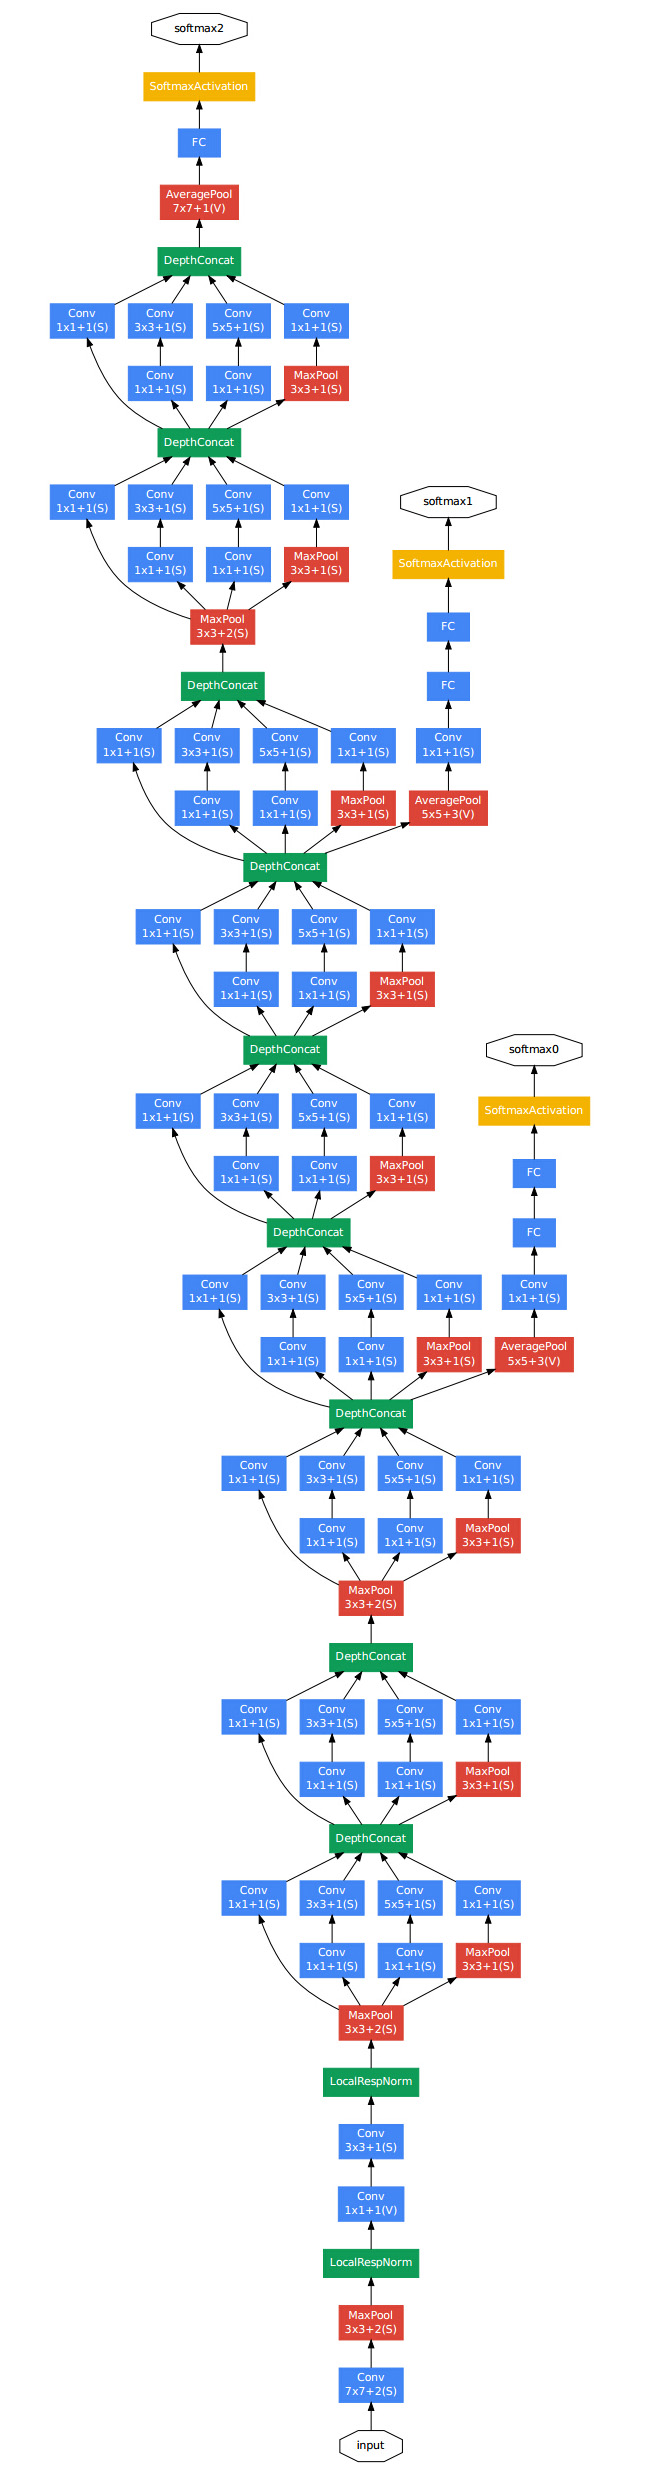 softmax2
SoftmaxActivation
FC
AveragePool
7x7+1(V)
DepthConcat
Conv
1x1+1(S)
Conv
3x3+1(S)
Conv
5x5+1(S)
Conv
1x1+1(S)
Conv
1x1+1(S)
Conv
1x1+1(S)
MaxPool
3x3+1(S)
DepthConcat
Conv
1x1+1(S)
Conv
3x3+1(S)
Conv
5x5+1(S)
Conv
1x1+1(S)
softmax1
Conv
1x1+1(S)
Conv
1x1+1(S)
MaxPool
3x3+1(S)
SoftmaxActivation
MaxPool
3x3+2(S)
FC
DepthConcat
FC
Conv
1x1+1(S)
Conv
3x3+1(S)
Conv
5x5+1(S)
Conv
1x1+1(S)
Conv
1x1+1(S)
Conv
1x1+1(S)
Conv
1x1+1(S)
MaxPool
3x3+1(S)
AveragePool
5x5+3(V)
DepthConcat
Conv
1x1+1(S)
Conv
3x3+1(S)
Conv
5x5+1(S)
Conv
1x1+1(S)
Conv
1x1+1(S)
Conv
1x1+1(S)
MaxPool
3x3+1(S)
DepthConcat
softmax0
Conv
1x1+1(S)
Conv
3x3+1(S)
Conv
5x5+1(S)
Conv
1x1+1(S)
SoftmaxActivation
Conv
1x1+1(S)
Conv
1x1+1(S)
MaxPool
3x3+1(S)
FC
DepthConcat
FC
Conv
1x1+1(S)
Conv
3x3+1(S)
Conv
5x5+1(S)
Conv
1x1+1(S)
Conv
1x1+1(S)
Conv
1x1+1(S)
Conv
1x1+1(S)
MaxPool
3x3+1(S)
AveragePool
5x5+3(V)
DepthConcat
Conv
1x1+1(S)
Conv
3x3+1(S)
Conv
5x5+1(S)
Conv
1x1+1(S)
Conv
1x1+1(S)
Conv
1x1+1(S)
MaxPool
3x3+1(S)
MaxPool
3x3+2(S)
DepthConcat
Conv
1x1+1(S)
Conv
3x3+1(S)
Conv
5x5+1(S)
Conv
1x1+1(S)
Conv
1x1+1(S)
Conv
1x1+1(S)
MaxPool
3x3+1(S)
DepthConcat
Conv
1x1+1(S)
Conv
3x3+1(S)
Conv
5x5+1(S)
Conv
1x1+1(S)
Conv
1x1+1(S)
Conv
1x1+1(S)
MaxPool
3x3+1(S)
MaxPool
3x3+2(S)
LocalRespNorm
Conv
3x3+1(S)
Conv
1x1+1(V)
LocalRespNorm
MaxPool
3x3+2(S)
Conv
7x7+2(S)
input